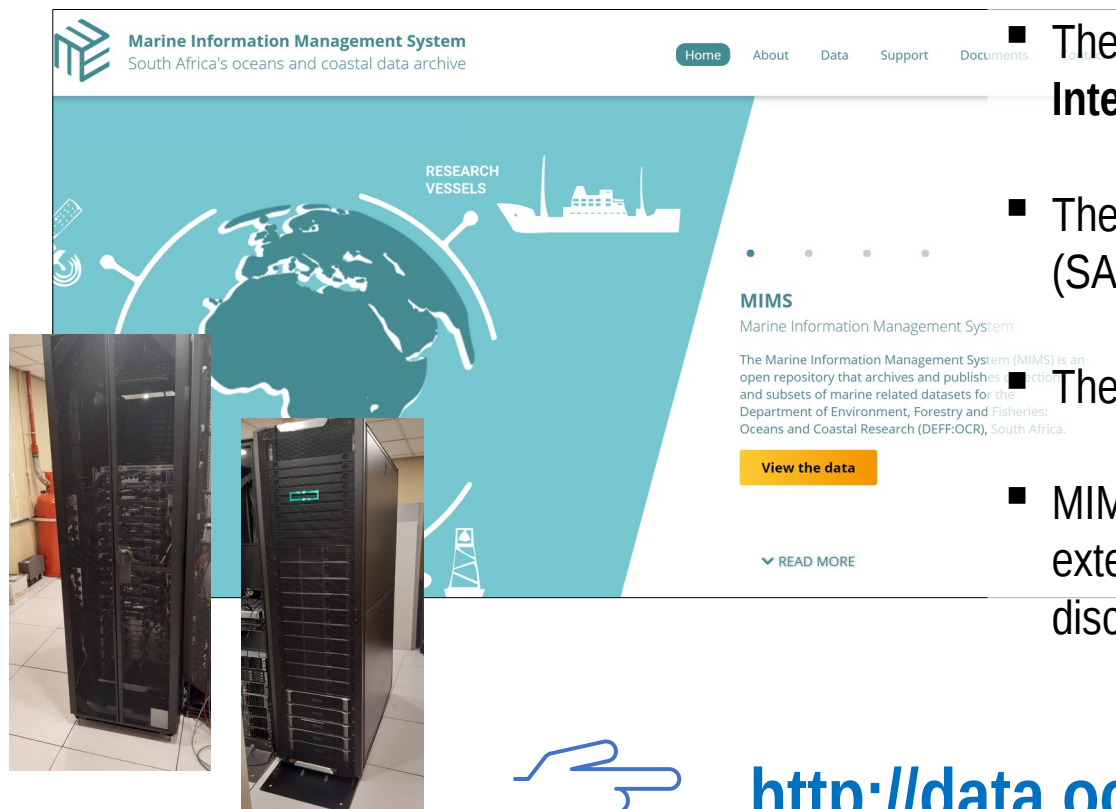 Marine Information Management System
South Africa's oceans and coastal data archive
Home About Data Support Documents
RESEARCH
VESSELS
MIMS
Marine Information Management System
The Marine Information Management System (MIMS) is an
open repository that archives and publishes
and subsets of marine related datasets for the
Department of Environment, Forestry and Fisheries:
Oceans and Coastal Research (DEFF:OCR), South Africa.
View the data
READ MORE
The
Inte
The
(SA
The
MIM
exte
disc
http://data.oc